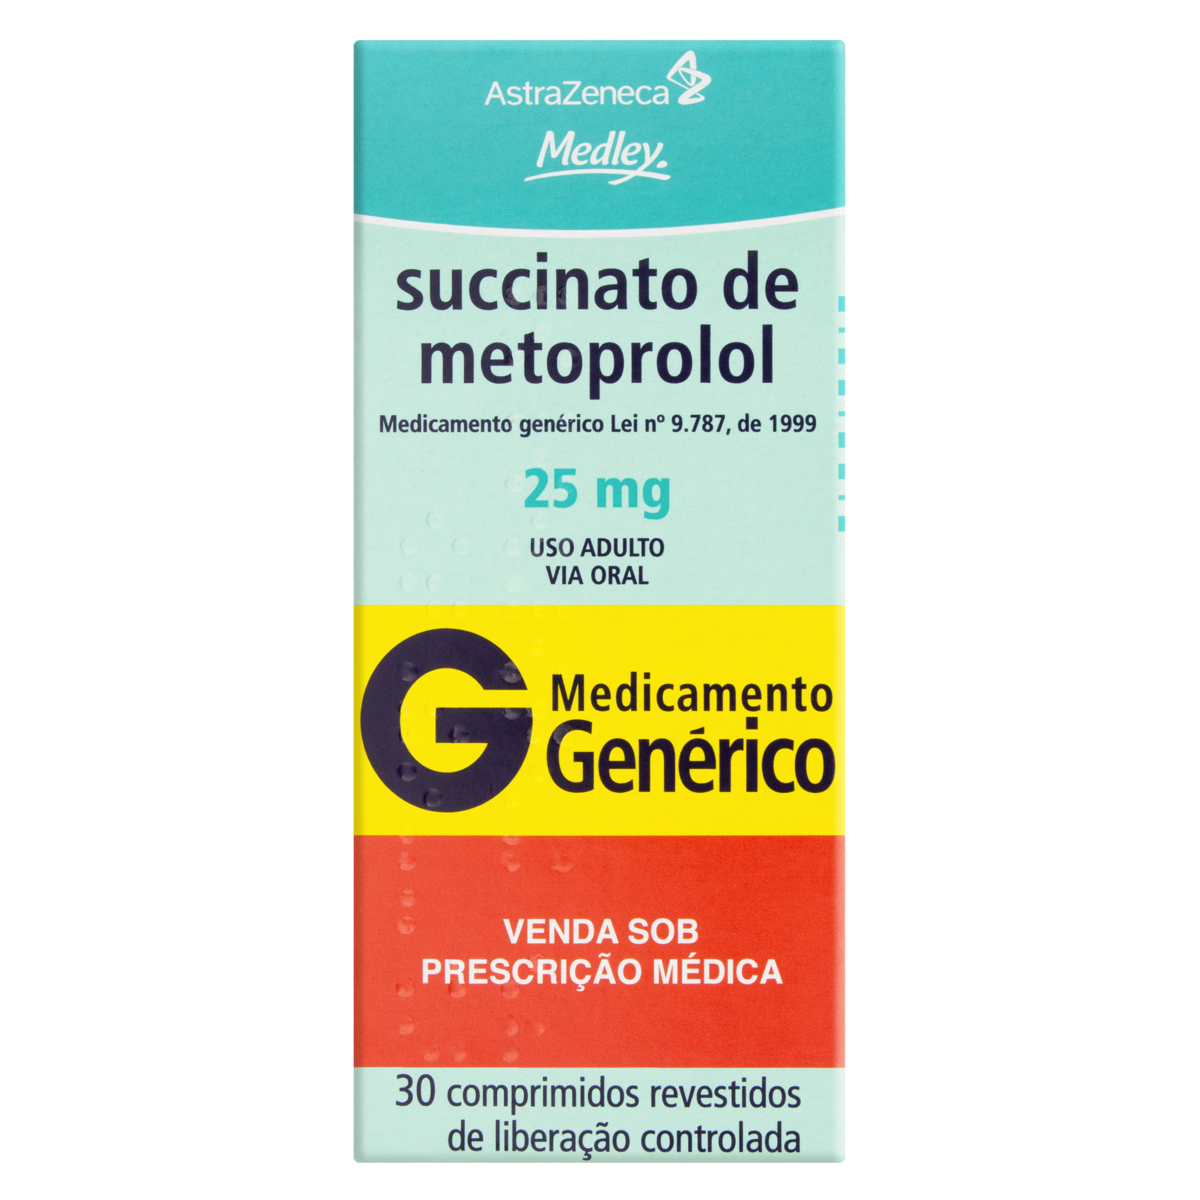 AstraZeneca
Medley.
succinato de
metoprolol
Medicamento genérico Lei nº 9.787, de 1999
25 mg
USO ADULTO
VIA ORAL
G Medicamento
Genérico
VENDA SOB
PRESCRIÇÃO MÉDICA
30 comprimidos revestidos
de liberação controlada